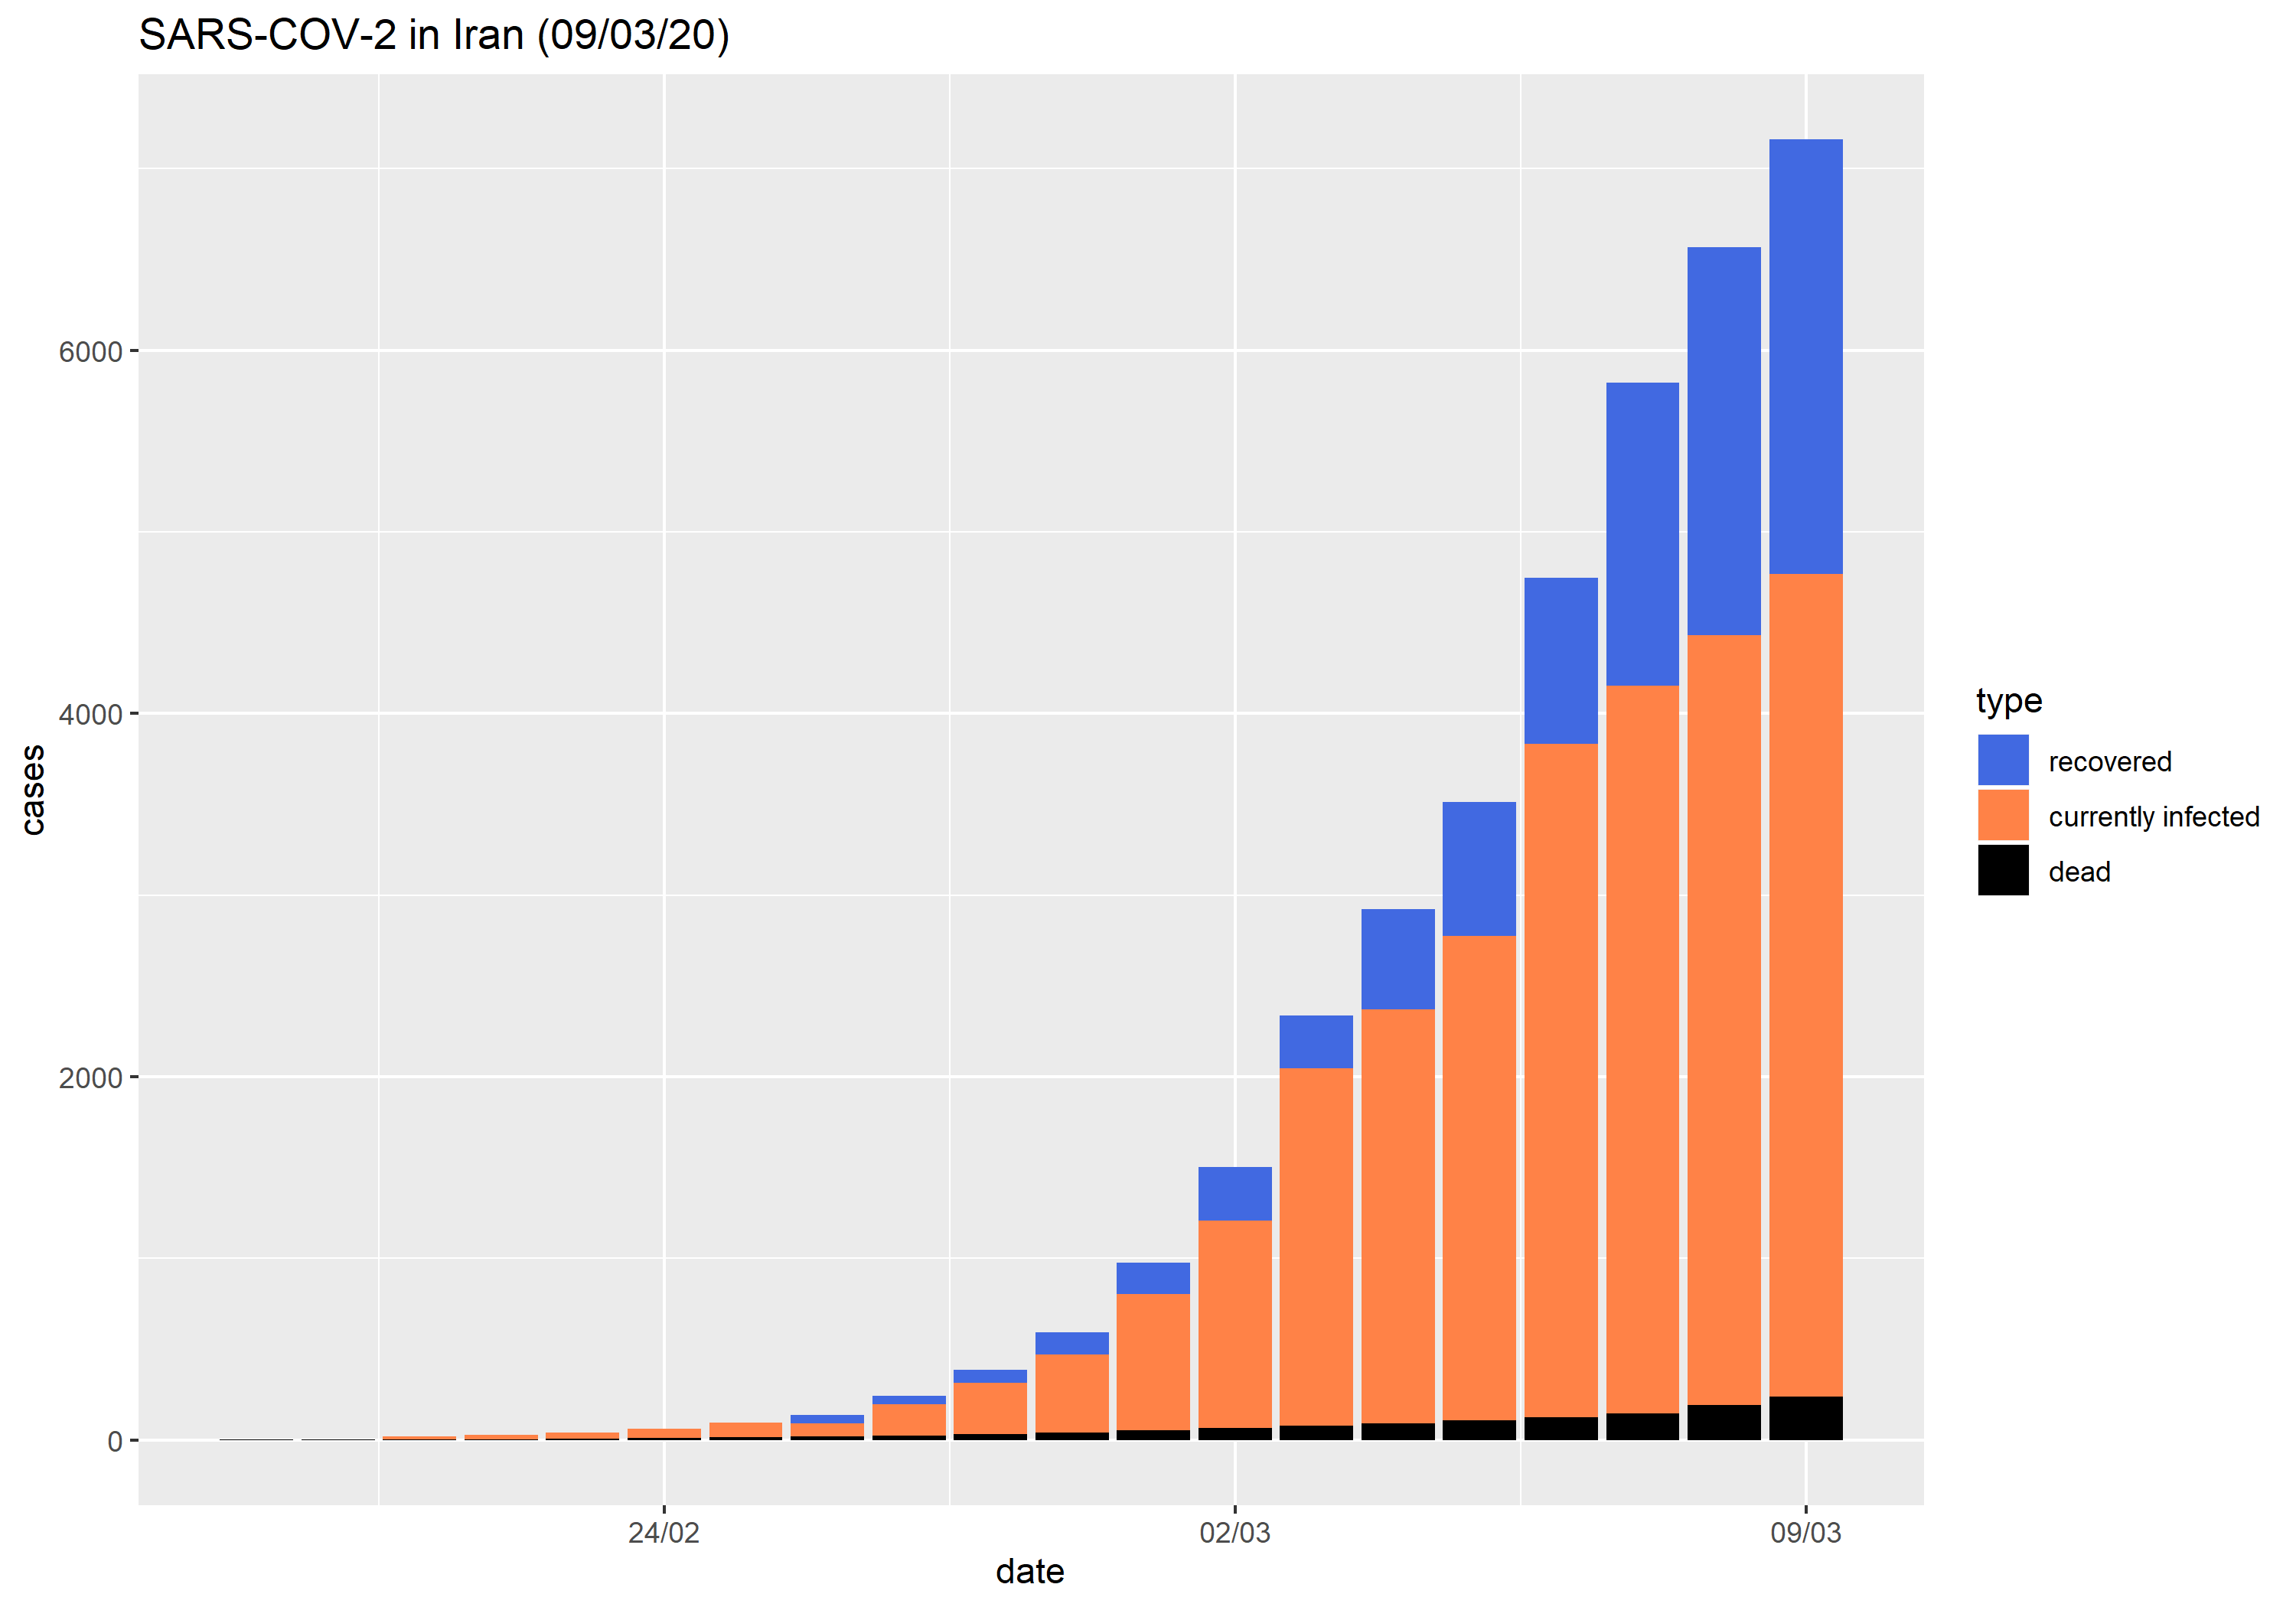 SARS-COV-2 in Iran (09/03/20)
cases
6000
4000
2000
0
24/02
02/03
09/03
date
type
recovered
currently infected
dead